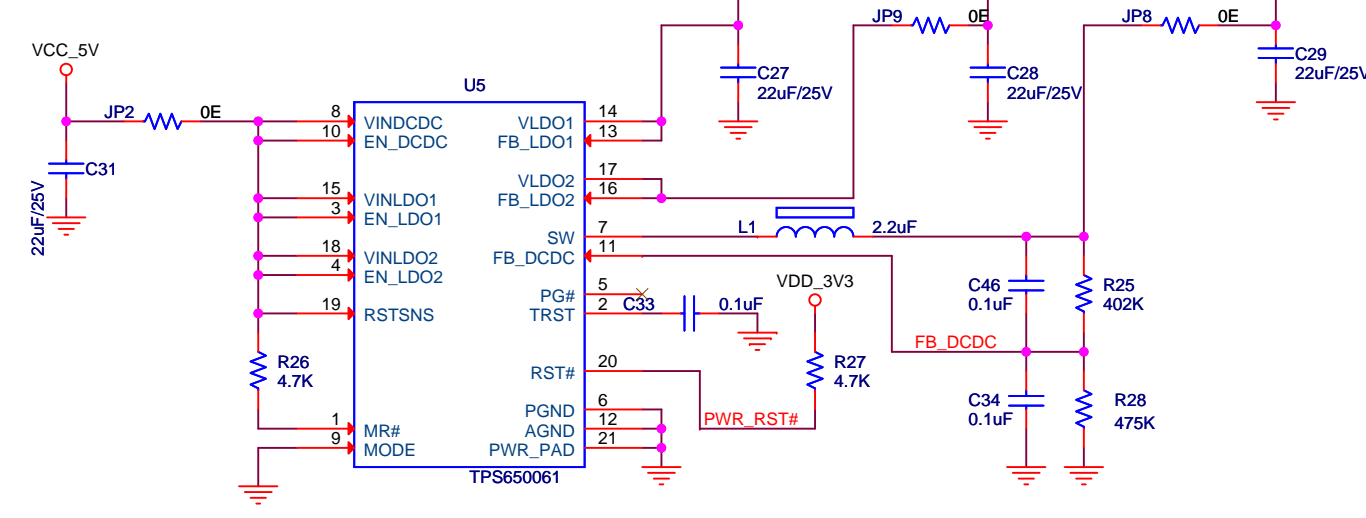 JP9 0E
JP8 0E
VCC_5V
C27
22uF/25V
C28
22uF/25V
C29
22uF/25V
U5
JP2 0E
8 VINDCDC
10 EN_DCDC
15 VINLDO1
3 EN_LDO1
18 VINLDO2
4 EN_LDO2
19 RSTSNS
1 MR#
9 MODE
VLDO1 14
FB_LDO1 13
VLDO2 17
FB_LDO2 16
SW 7
FB_DCDC 11
PG# 5
TRST 2
RST# 20
PGND 6
AGND 12
PWR_PAD 21
TPS650061
C31
22uF/25V
R26
4.7K
L1 2.2uF
C33 0.1uF
VDD_3V3
R27
4.7K
PWR_RST#
FB_DCDC
C46
0.1uF
R25
402K
C34
0.1uF
R28
475K